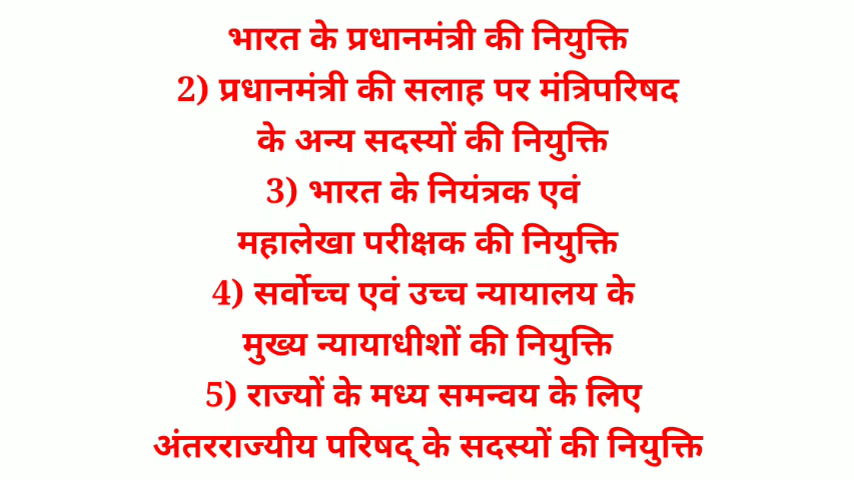 भारत के प्रधानमंत्री की नियुक्ति
2) प्रधानमंत्री की सलाह पर मंत्रिपरिषद
के अन्य सदस्यों की नियुक्ति
3) भारत के नियंत्रक एवं
महालेखा परीक्षक की नियुक्ति
4) सर्वोच्च एवं उच्च न्यायालय के
मुख्य न्यायाधीशों की नियुक्ति
5) राज्यों के मध्य समन्वय के लिए
अंतरराज्यीय परिषद् के सदस्यों की नियुक्ति